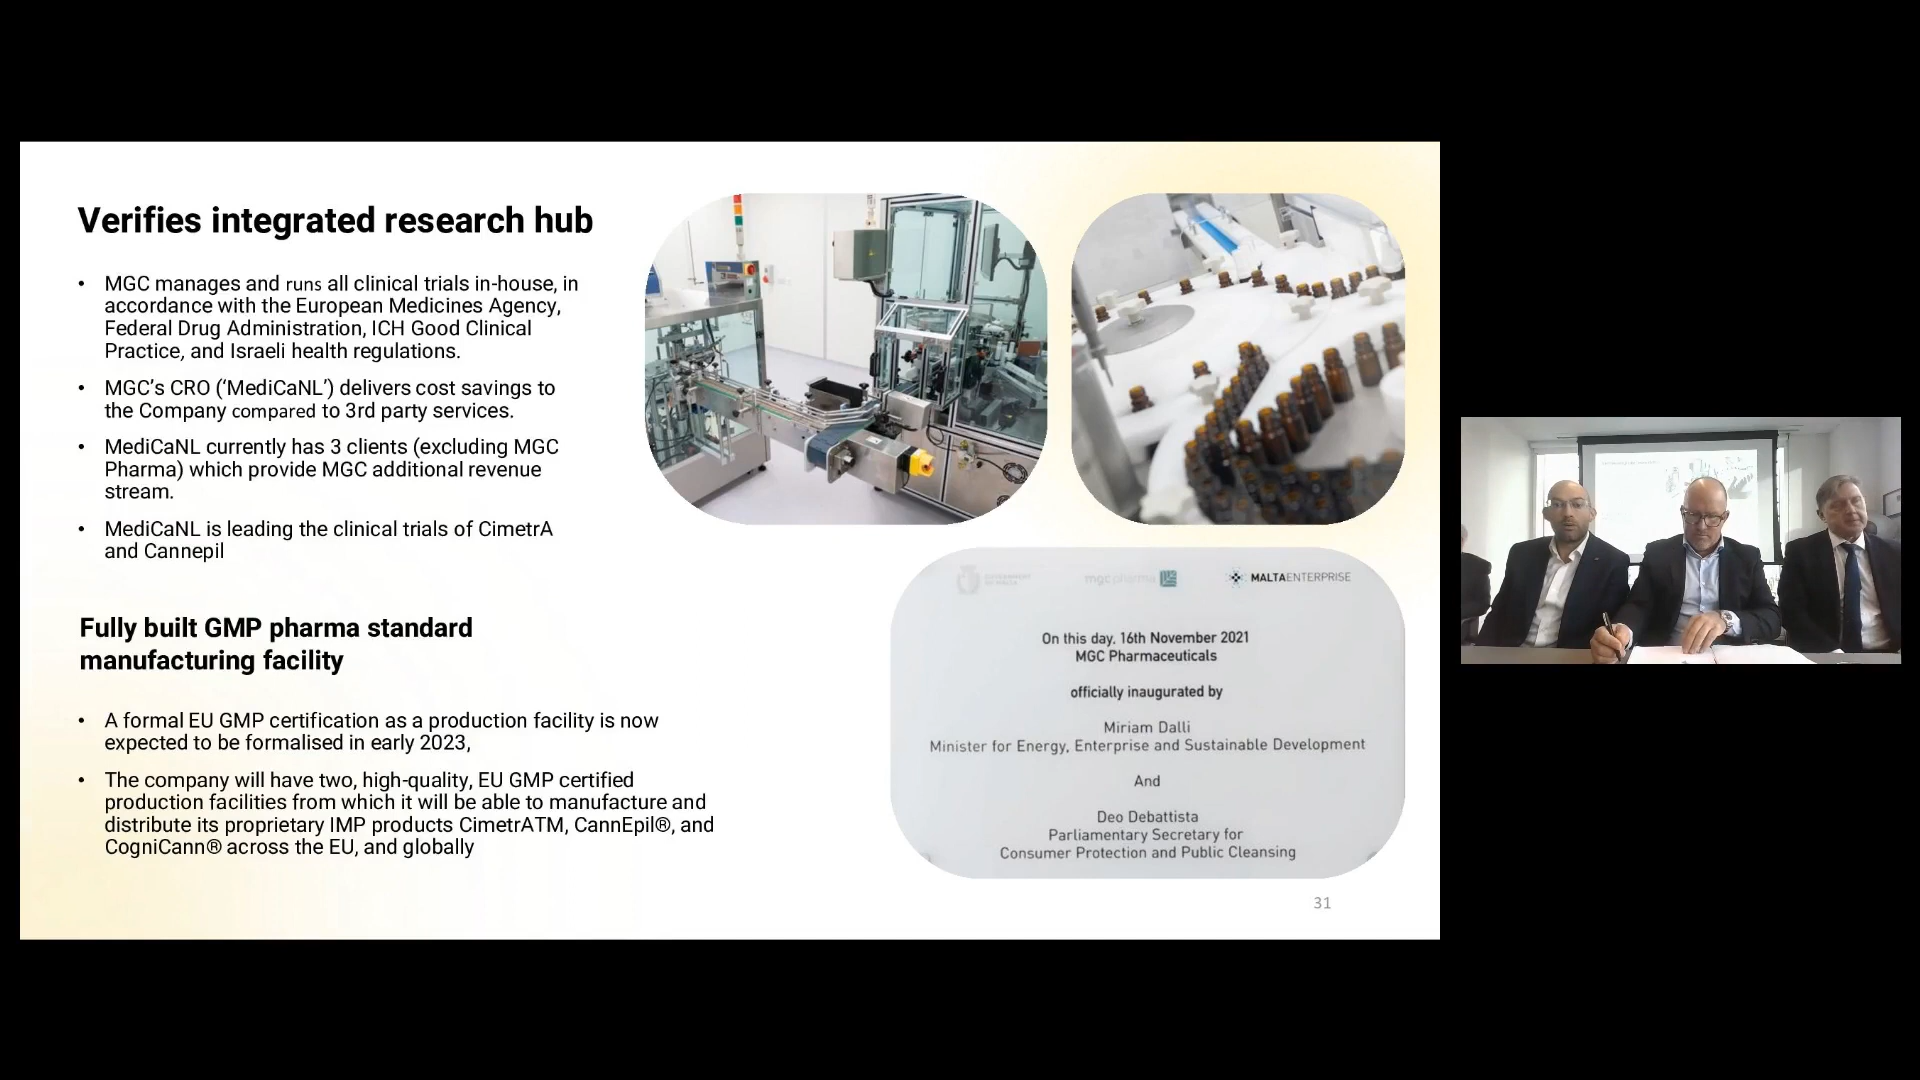 Verifies integrated research hub
• MGC manages and runs all clinical trials in-house, in
accordance with the European Medicines Agency,
Federal Drug Administration, ICH Good Clinical
Practice, and Israeli health regulations.
• MGC's CRO ('MediCaNL') delivers cost savings to
the Company compared to 3rd party services.
• MediCaNL currently has 3 clients (excluding MGC
Pharma) which provide MGC additional revenue
stream.
• MediCaNL is leading the clinical trials of CimetrA
and Cannepil
Fully built GMP pharma standard
manufacturing facility
• A formal EU GMP certification as a production facility is now
expected to be formalised in early 2023,
• The company will have two, high-quality, EU GMP certified
production facilities from which it will be able to manufacture and
distribute its proprietary IMP products CimetrATM, CannEpil®, and
CogniCann® across the EU, and globally
GOVERNMENT
OF MALTA
mgcpharma
MALTAENTERPRISE
On this day, 16th November 2021
MGC Pharmaceuticals
officially inaugurated by
Miriam Dalli
Minister for Energy, Enterprise and Sustainable Development
And
Deo Debattista
Parliamentary Secretary for
Consumer Protection and Public Cleansing
31